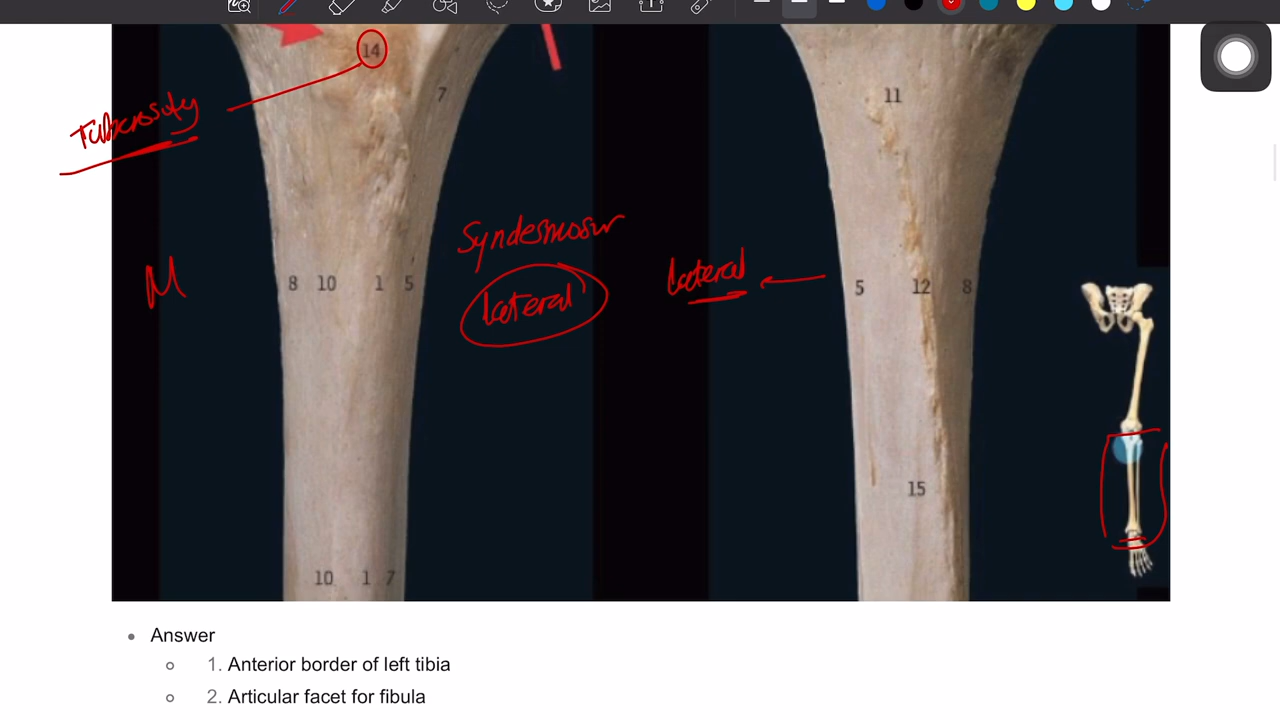 14
7
11
Tuberosity
Syndesmosis
Lateral
Lateral
M
8 10 1 5
5 12 8
15
10 1 7
Answer
1. Anterior border of left tibia
2. Articular facet for fibula